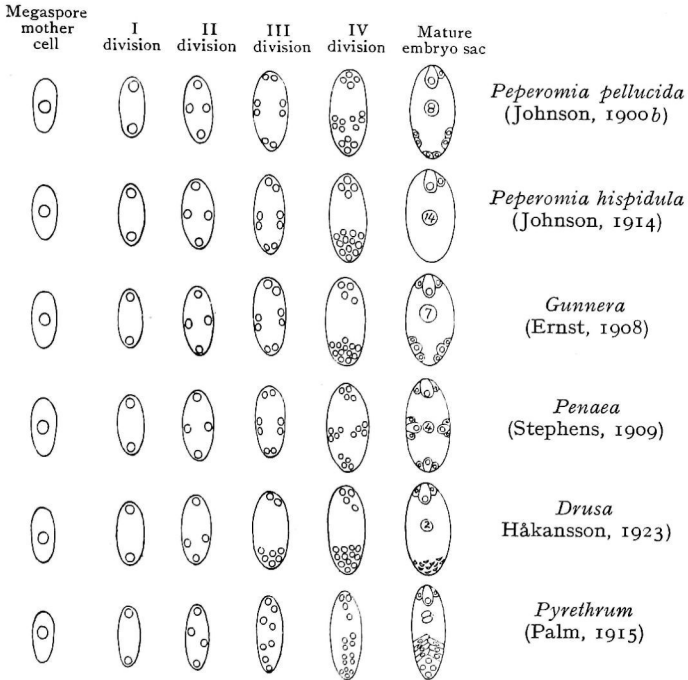 Megaspore mother cell
I division
II division
III division
IV division
Mature embryo sac
8
Peperomia pellucida
(Johnson, 1900b)
14
Peperomia hispidula
(Johnson, 1914)
7
Gunnera
(Ernst, 1908)
4
Penaea
(Stephens, 1909)
2
Drusa
Håkansson, 1923)
Pyrethrum
(Palm, 1915)